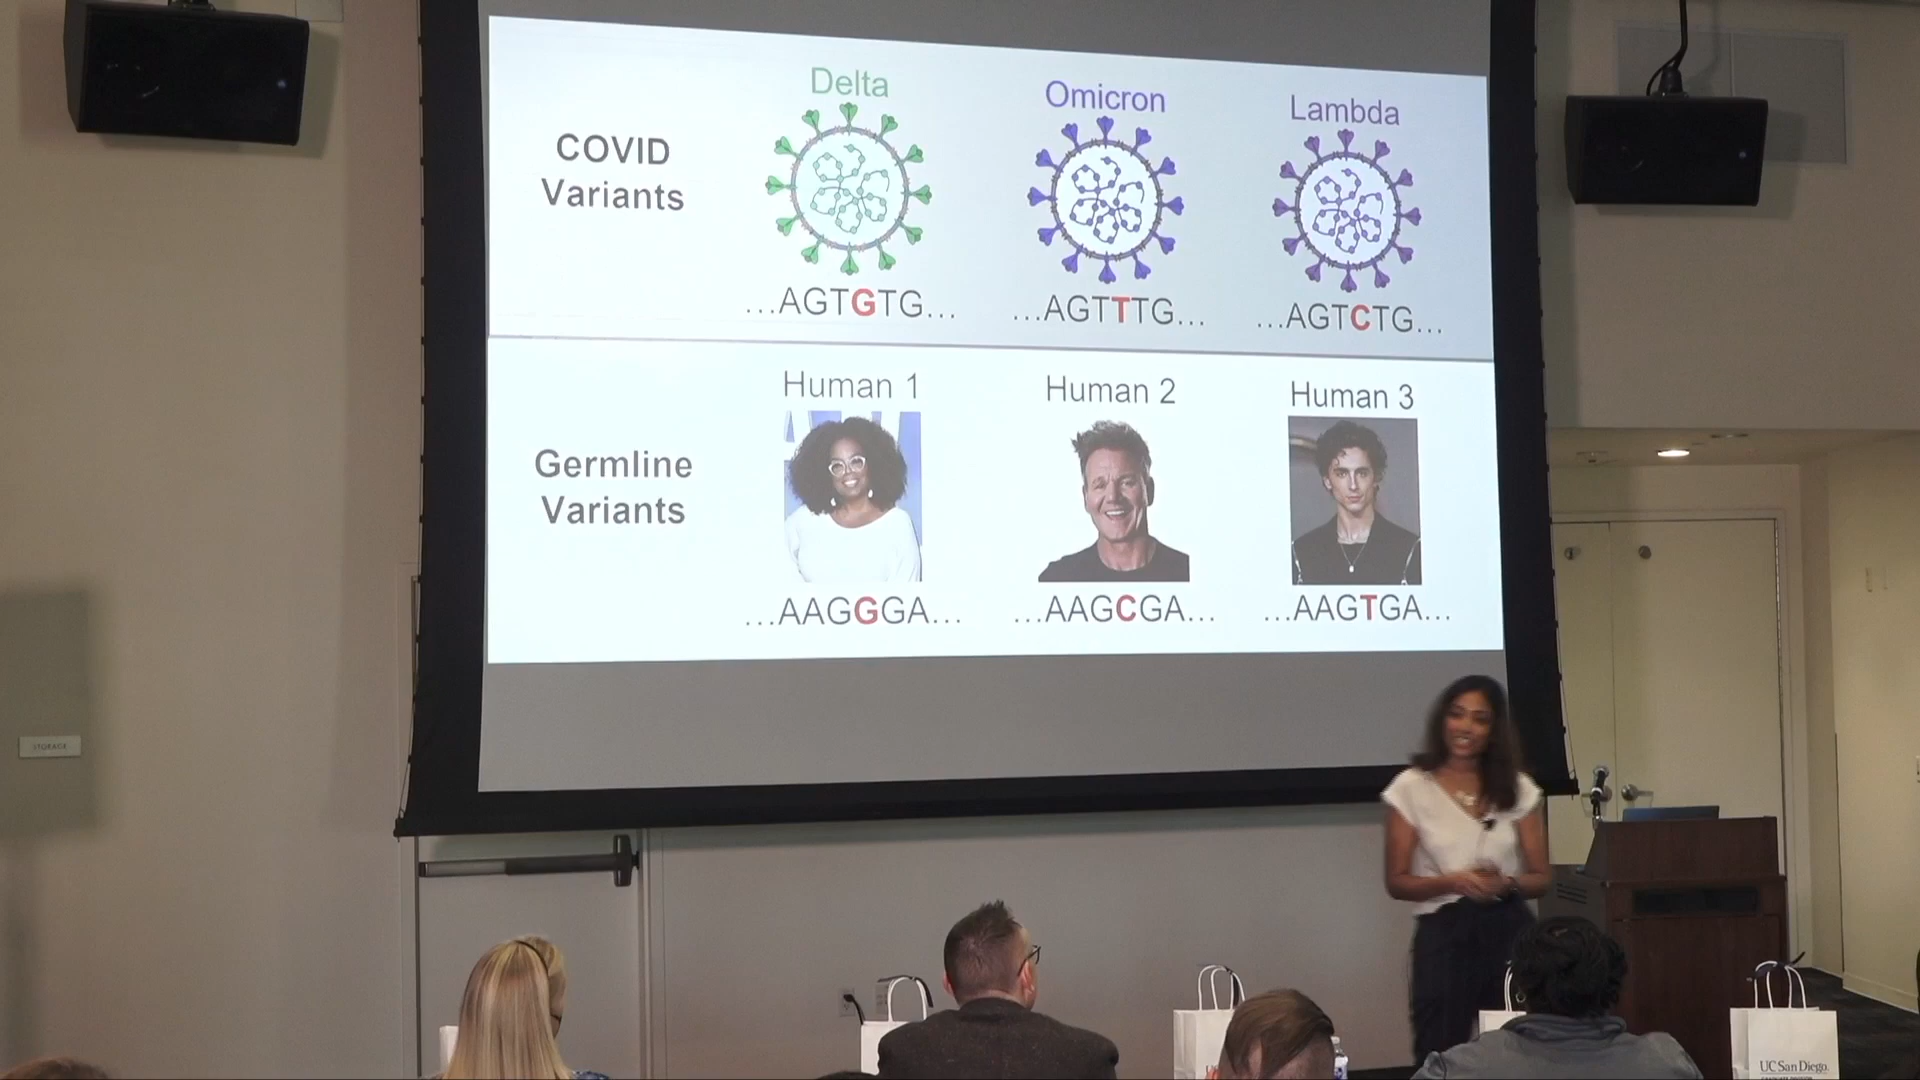 Delta
Omicron
Lambda
COVID
Variants
...AGTGTG...
...AGTTTG...
...AGTCTG...
Human 1
Human 2
Human 3
Germline
Variants
...AAGGGA...
...AAGCGA...
...AAGTGA...
STORAGE
UC San Diego